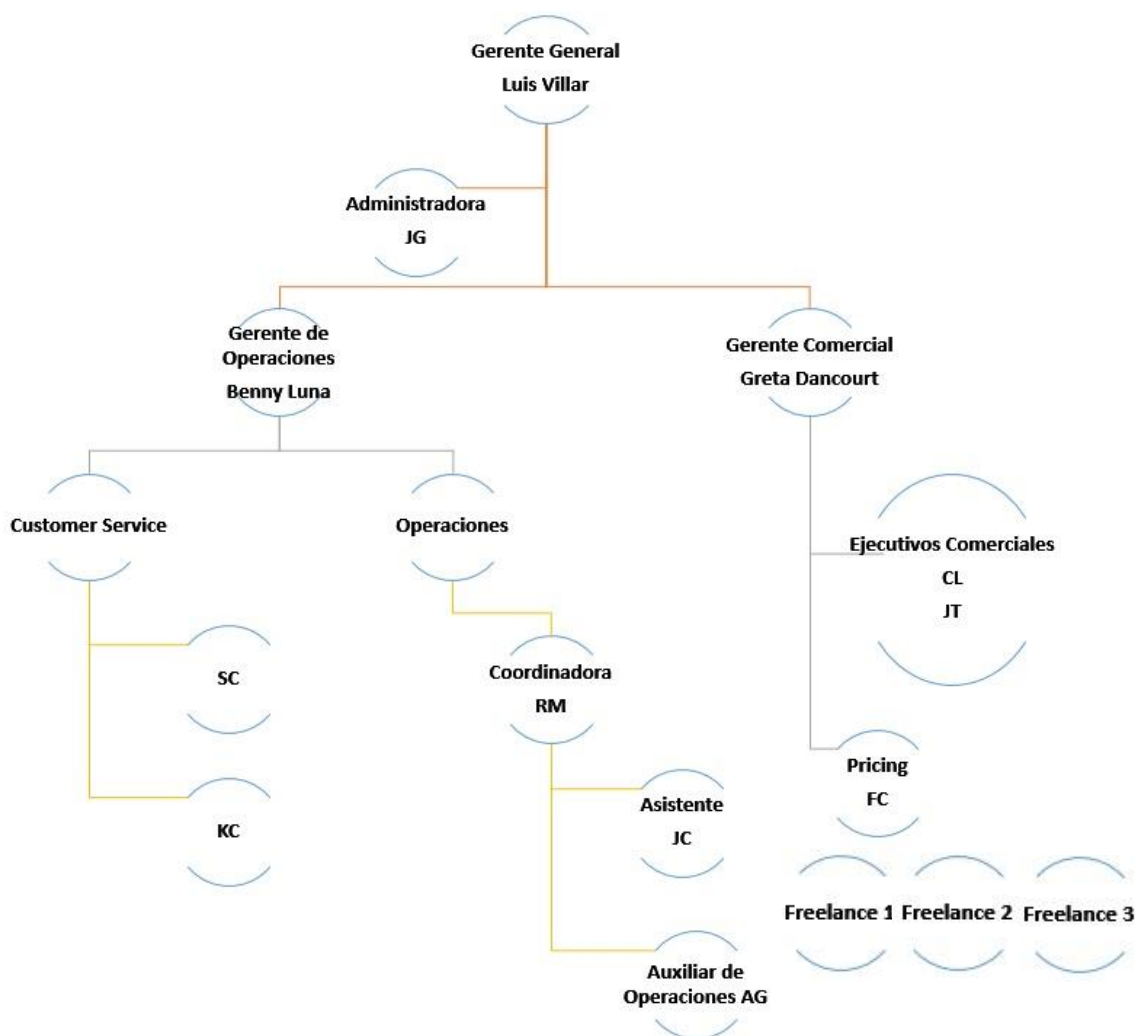 Gerente General
Luis Villar
Administradora
JG
Gerente de
Operaciones
Benny Luna
Gerente Comercial
Greta Dancourt
Customer Service
Operaciones
Ejecutivos Comerciales
CL
JT
SC
Coordinadora
RM
KC
Pricing
FC
Asistente
JC
Freelance 1
Freelance 2
Freelance 3
Auxiliar de
Operaciones AG